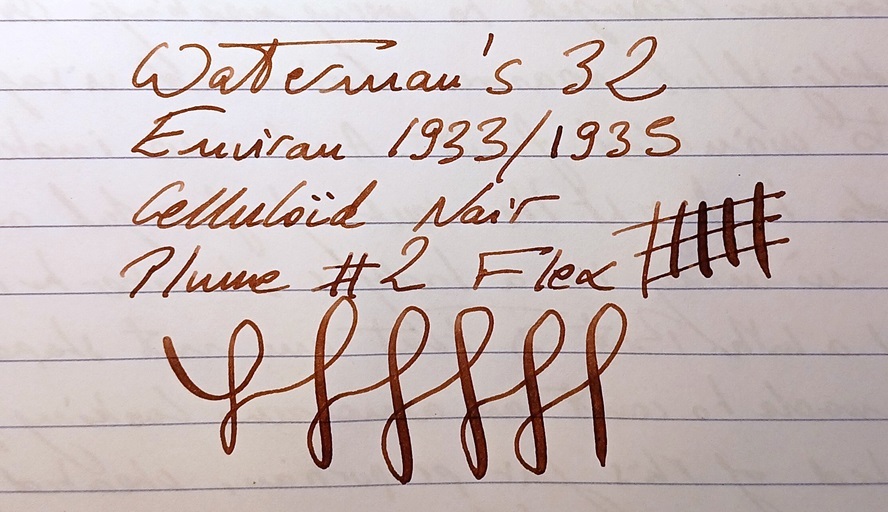 Waterman's 32
Environ 1933/1935
Celluloïd Noir
Plume #2 Flex